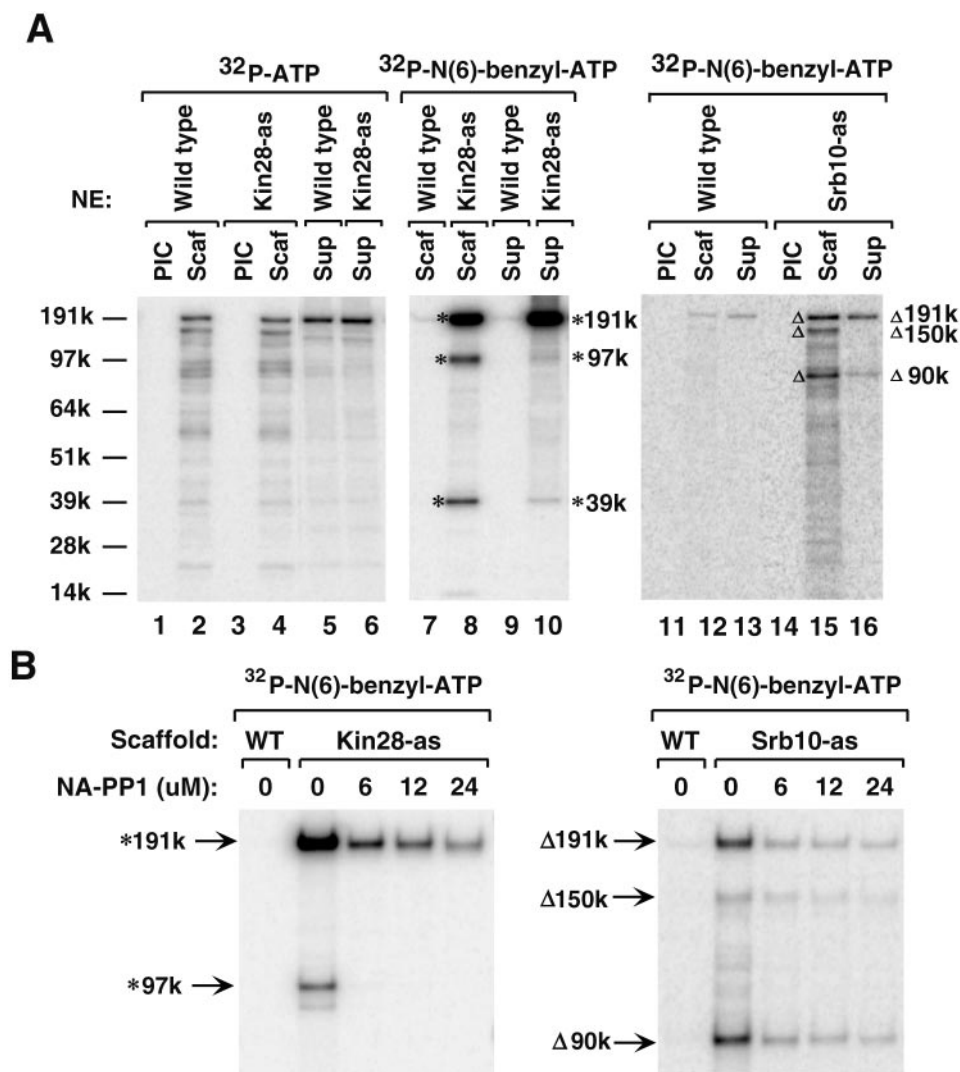 A
32P-ATP 32P-N(6)-benzyl-ATP 32P-N(6)-benzyl-ATP
NE: Wild type Kin28-as Wild type Kin28-as Wild type Kin28-as Wild type Kin28-as Wild type Srb10-as
PIC Scaf PIC Scaf Sup Sup Scaf Scaf Sup Sup PIC Scaf Sup PIC Scaf Sup
191k * *191k Δ Δ191k
Δ Δ150k
97k * *97k Δ Δ90k
64k
51k
39k * *39k
28k
14k
1 2 3 4 5 6 7 8 9 10 11 12 13 14 15 16
B
32P-N(6)-benzyl-ATP 32P-N(6)-benzyl-ATP
Scaffold: WT Kin28-as WT Srb10-as
NA-PP1 (uM): 0 0 6 12 24 0 0 6 12 24
*191k Δ191k
Δ150k
*97k
Δ90k